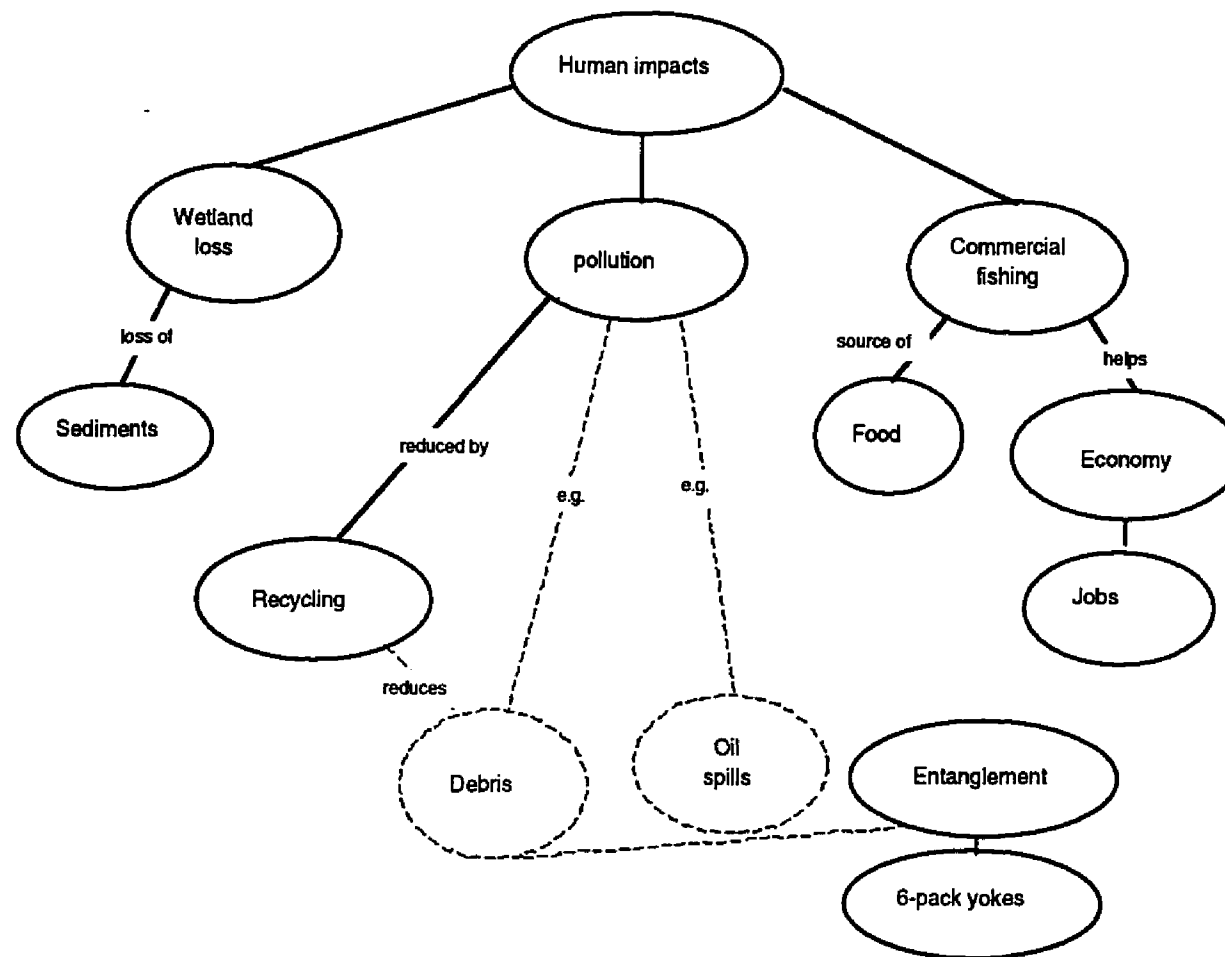 Human impacts
Wetland
loss
pollution
Commercial
fishing
loss of
source of
helps
Sediments
Food
Economy
reduced by
e.g.
e.g.
Recycling
Jobs
reduces
Debris
Oil
spills
Entanglement
6-pack yokes